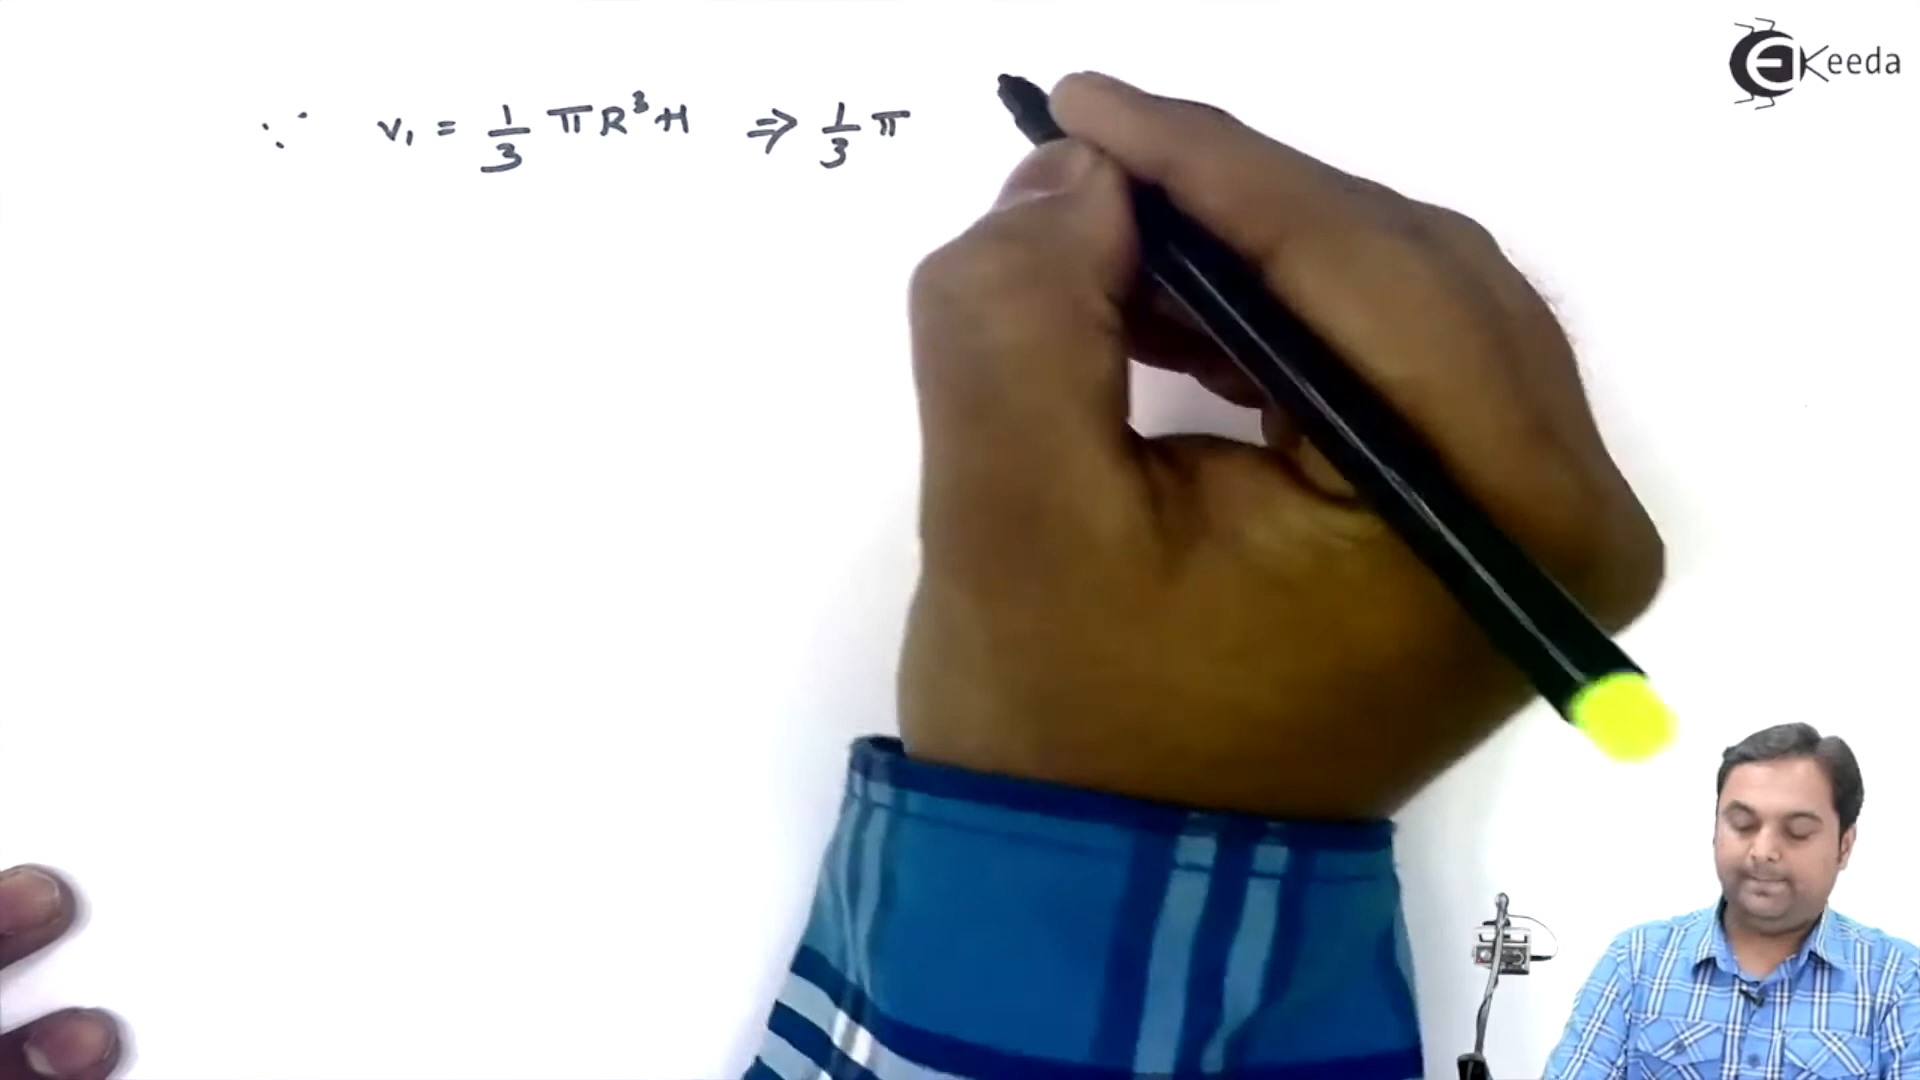 ∵ V₁ = 1/3 πR³H ⇒ 1/3 π
EKeeda